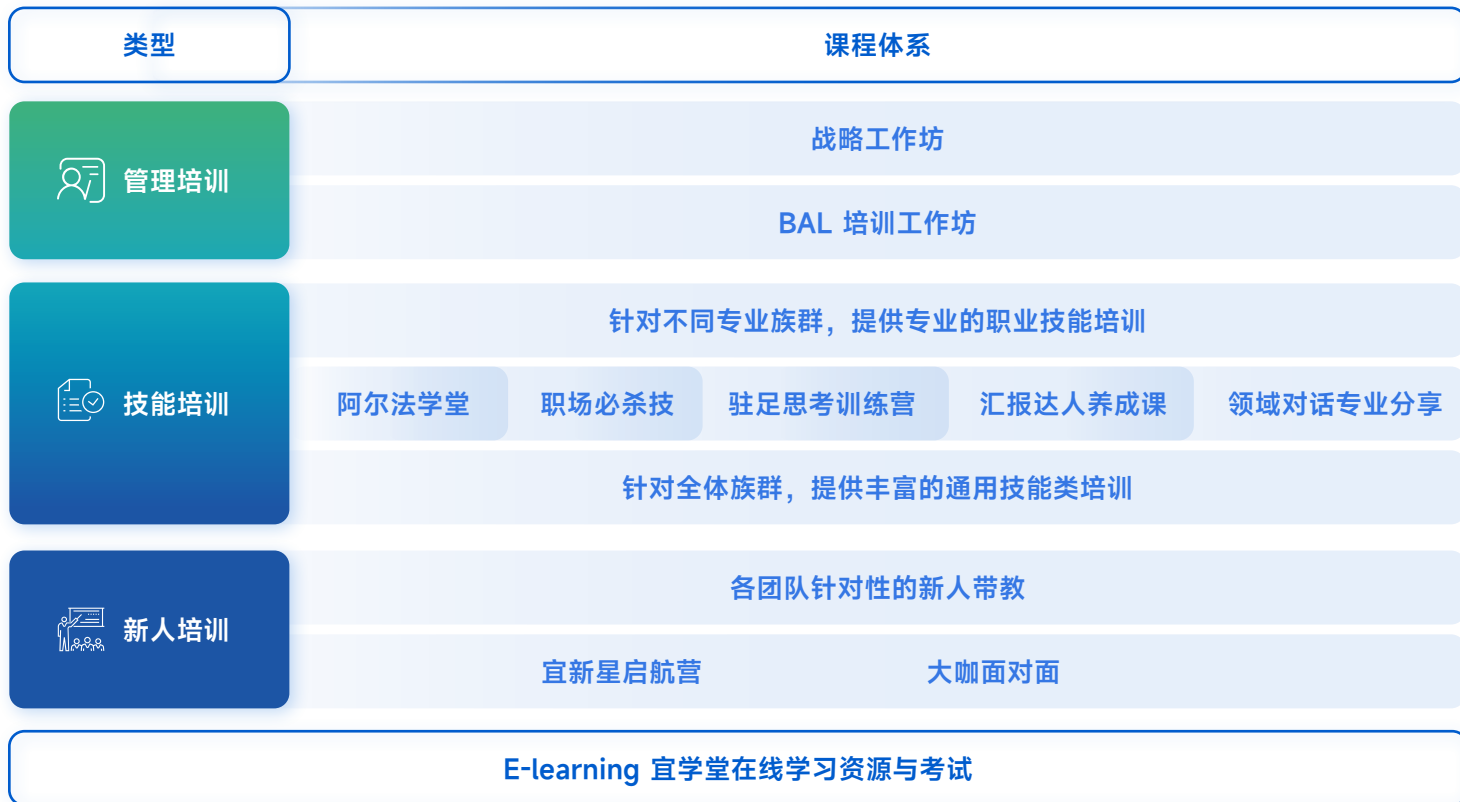 类型
课程体系
管理培训
战略工作坊
BAL 培训工作坊
技能培训
针对不同专业族群，提供专业的职业技能培训
阿尔法学堂
职场必杀技
驻足思考训练营
汇报达人养成课
领域对话专业分享
针对全体族群，提供丰富的通用技能类培训
新人培训
各团队针对性的新人带教
宜新星启航营
大咖面对面
E-learning 宜学堂在线学习资源与考试